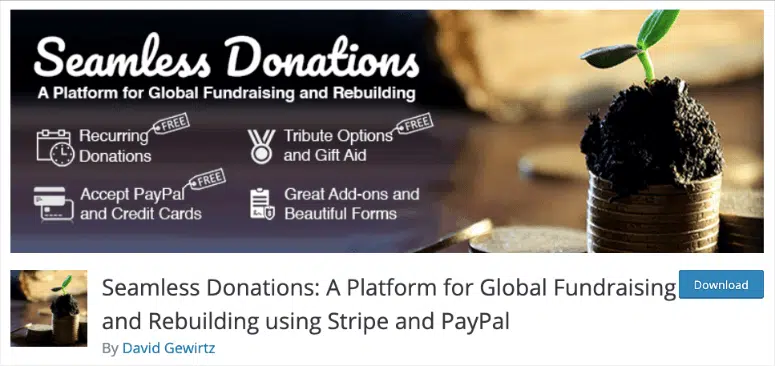 Seamless Donations
A Platform for Global Fundraising and Rebuilding
Recurring FREE
Donations
Tribute Options FREE
and Gift Aid
Accept PayPal FREE
and Credit Cards
Great Add-ons and
Beautiful Forms
Seamless Donations: A Platform for Global Fundraising
and Rebuilding using Stripe and PayPal
Download
By David Gewirtz